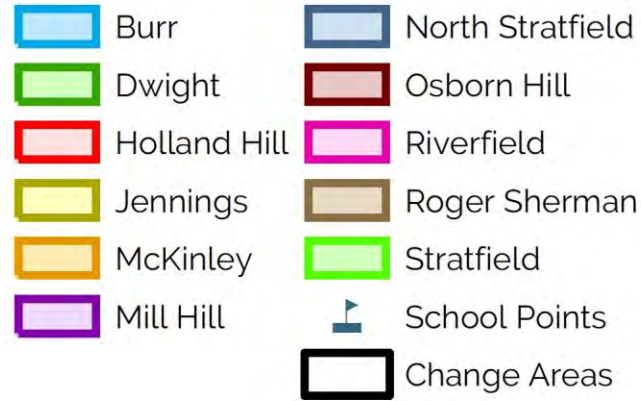 Burr
Dwight
Holland Hill
Jennings
McKinley
Mill Hill
North Stratfield
Osborn Hill
Riverfield
Roger Sherman
Stratfield
School Points
Change Areas